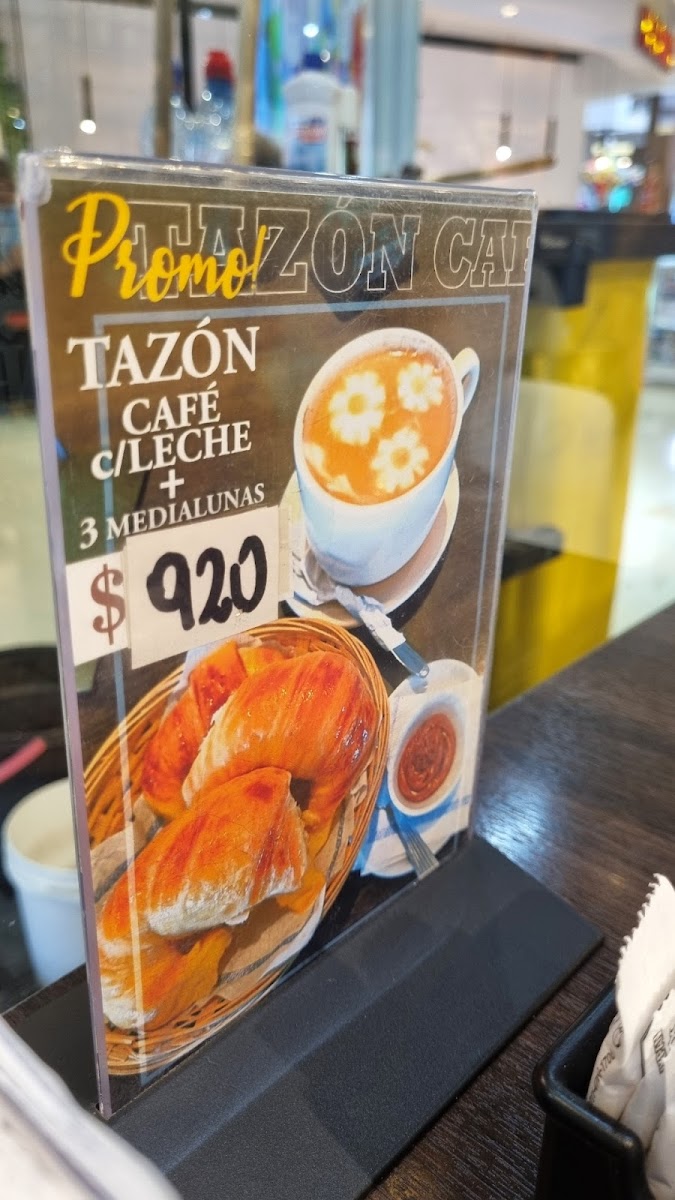 Promo!
TAZÓN CAF
TAZÓN
CAFÉ
c/LECHE
+
3 MEDIALUNAS
$ 920